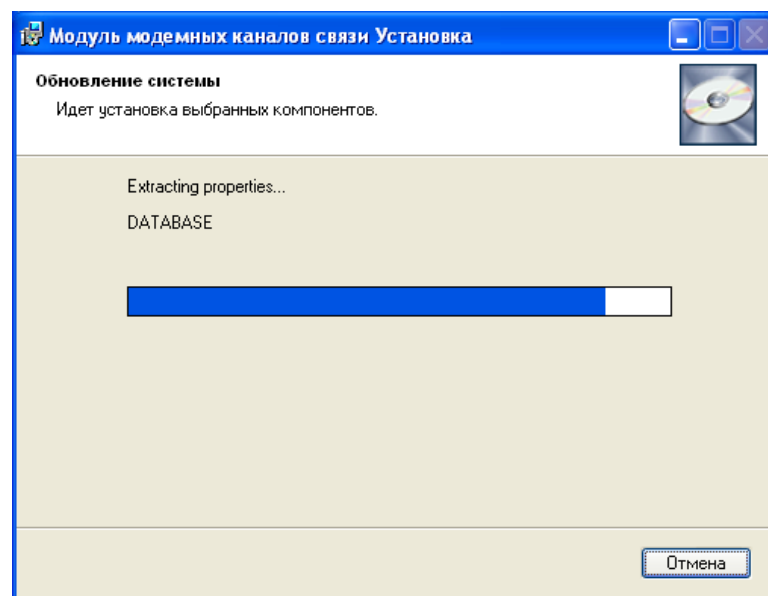 Модуль модемных каналов связи Установка
Обновление системы
Идет установка выбранных компонентов.
Extracting properties...
DATABASE
Отмена